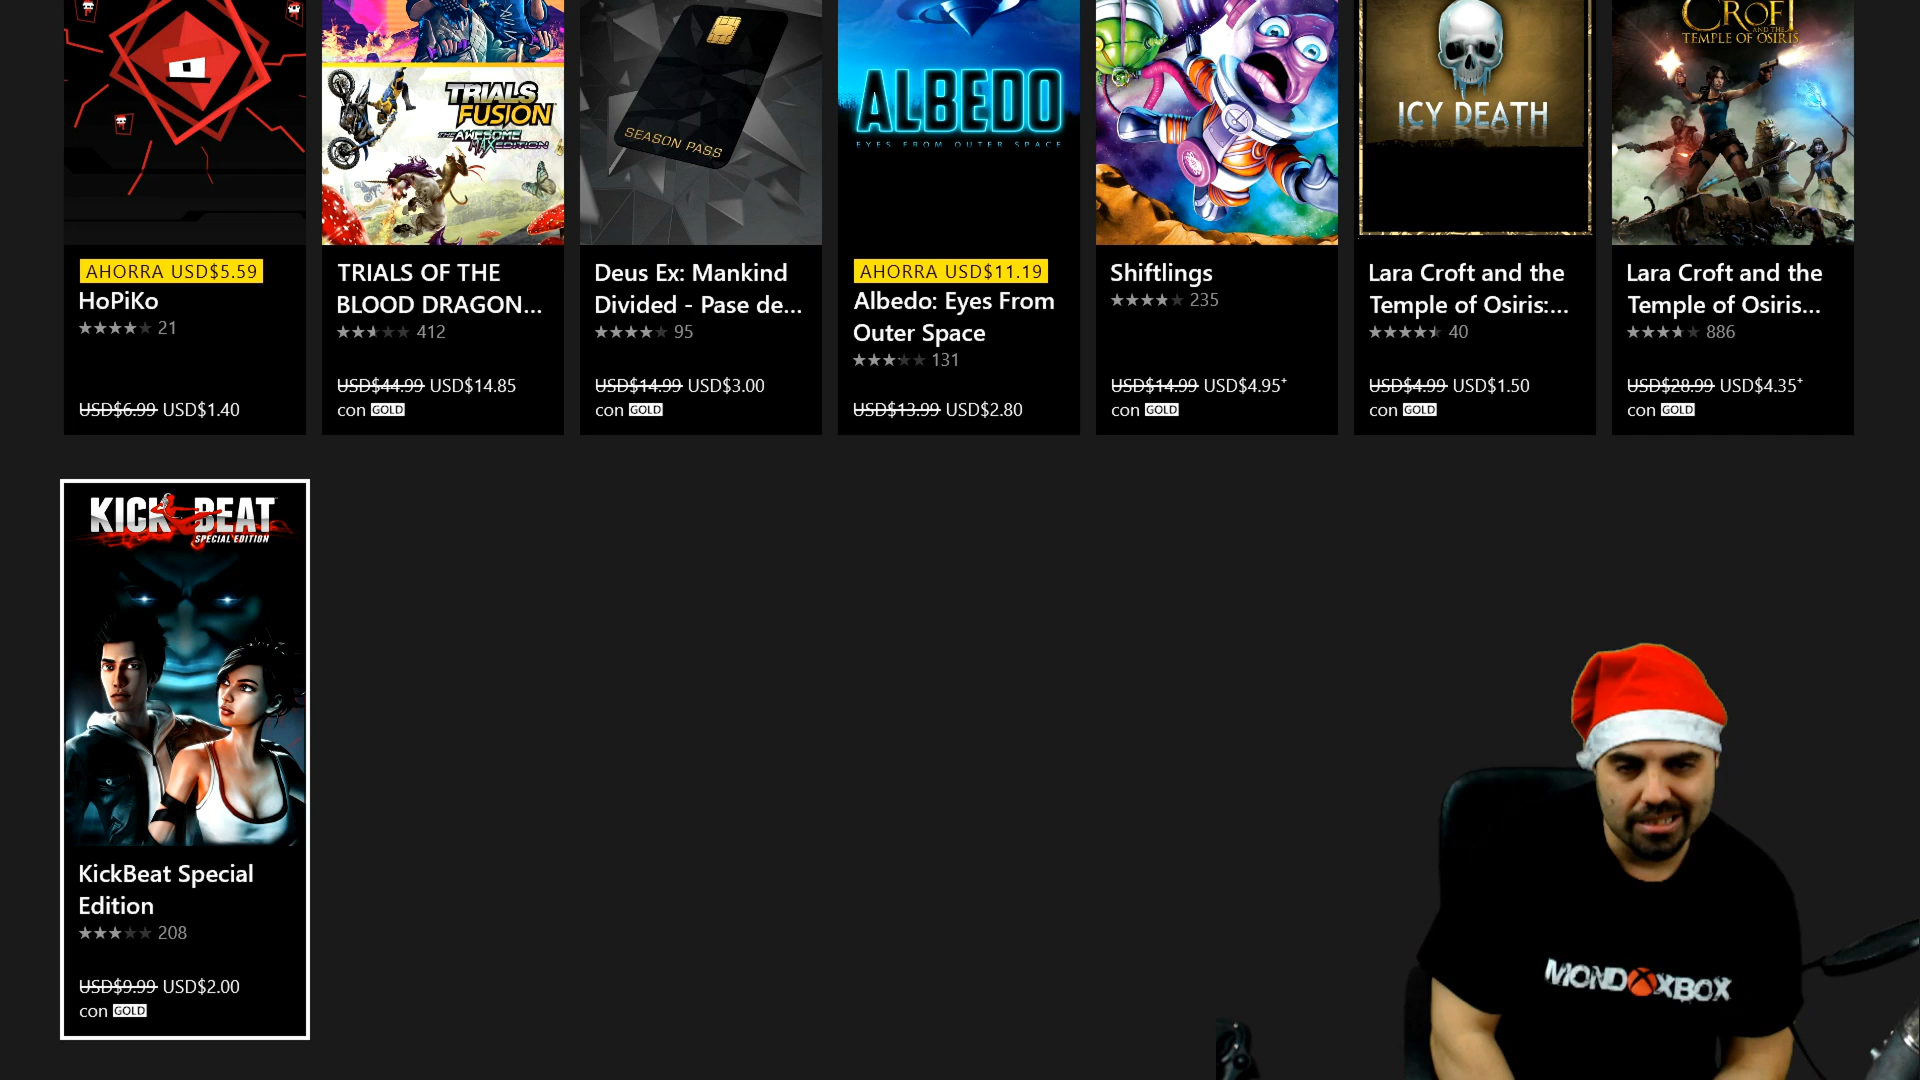 TRIALS
FUSION
THE AWESOME
MAX EDITION
SEASON PASS
ALBEDO
EYES FROM OUTER SPACE
ICY DEATH
CROFT
AND THE
TEMPLE OF OSIRIS
AHORRA USD$5.59
HoPiKo
21
USD$6.99 USD$1.40
TRIALS OF THE
BLOOD DRAGON...
412
USD$44.99 USD$14.85
con GOLD
Deus Ex: Mankind
Divided - Pase de...
95
USD$14.99 USD$3.00
con GOLD
AHORRA USD$11.19
Albedo: Eyes From
Outer Space
131
USD$13.99 USD$2.80
Shiftlings
235
USD$14.99 USD$4.95+
con GOLD
Lara Croft and the
Temple of Osiris:...
40
USD$4.99 USD$1.50
con GOLD
Lara Croft and the
Temple of Osiris...
886
USD$28.99 USD$4.35+
con GOLD
KICK BEAT
SPECIAL EDITION
KickBeat Special
Edition
208
USD$9.99 USD$2.00
con GOLD
MONDOXBOX